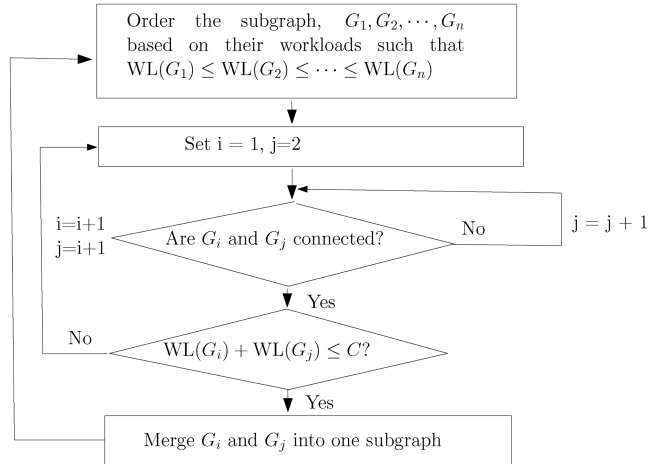 Order the subgraph, G₁, G₂, ⋯, Gₙ
based on their workloads such that
WL(G₁) ≤ WL(G₂) ≤ ⋯ ≤ WL(Gₙ)
Set i = 1, j=2
i=i+1
j=i+1
Are Gᵢ and Gⱼ connected?
No
j = j + 1
Yes
No
WL(Gᵢ) + WL(Gⱼ) ≤ C?
Yes
Merge Gᵢ and Gⱼ into one subgraph